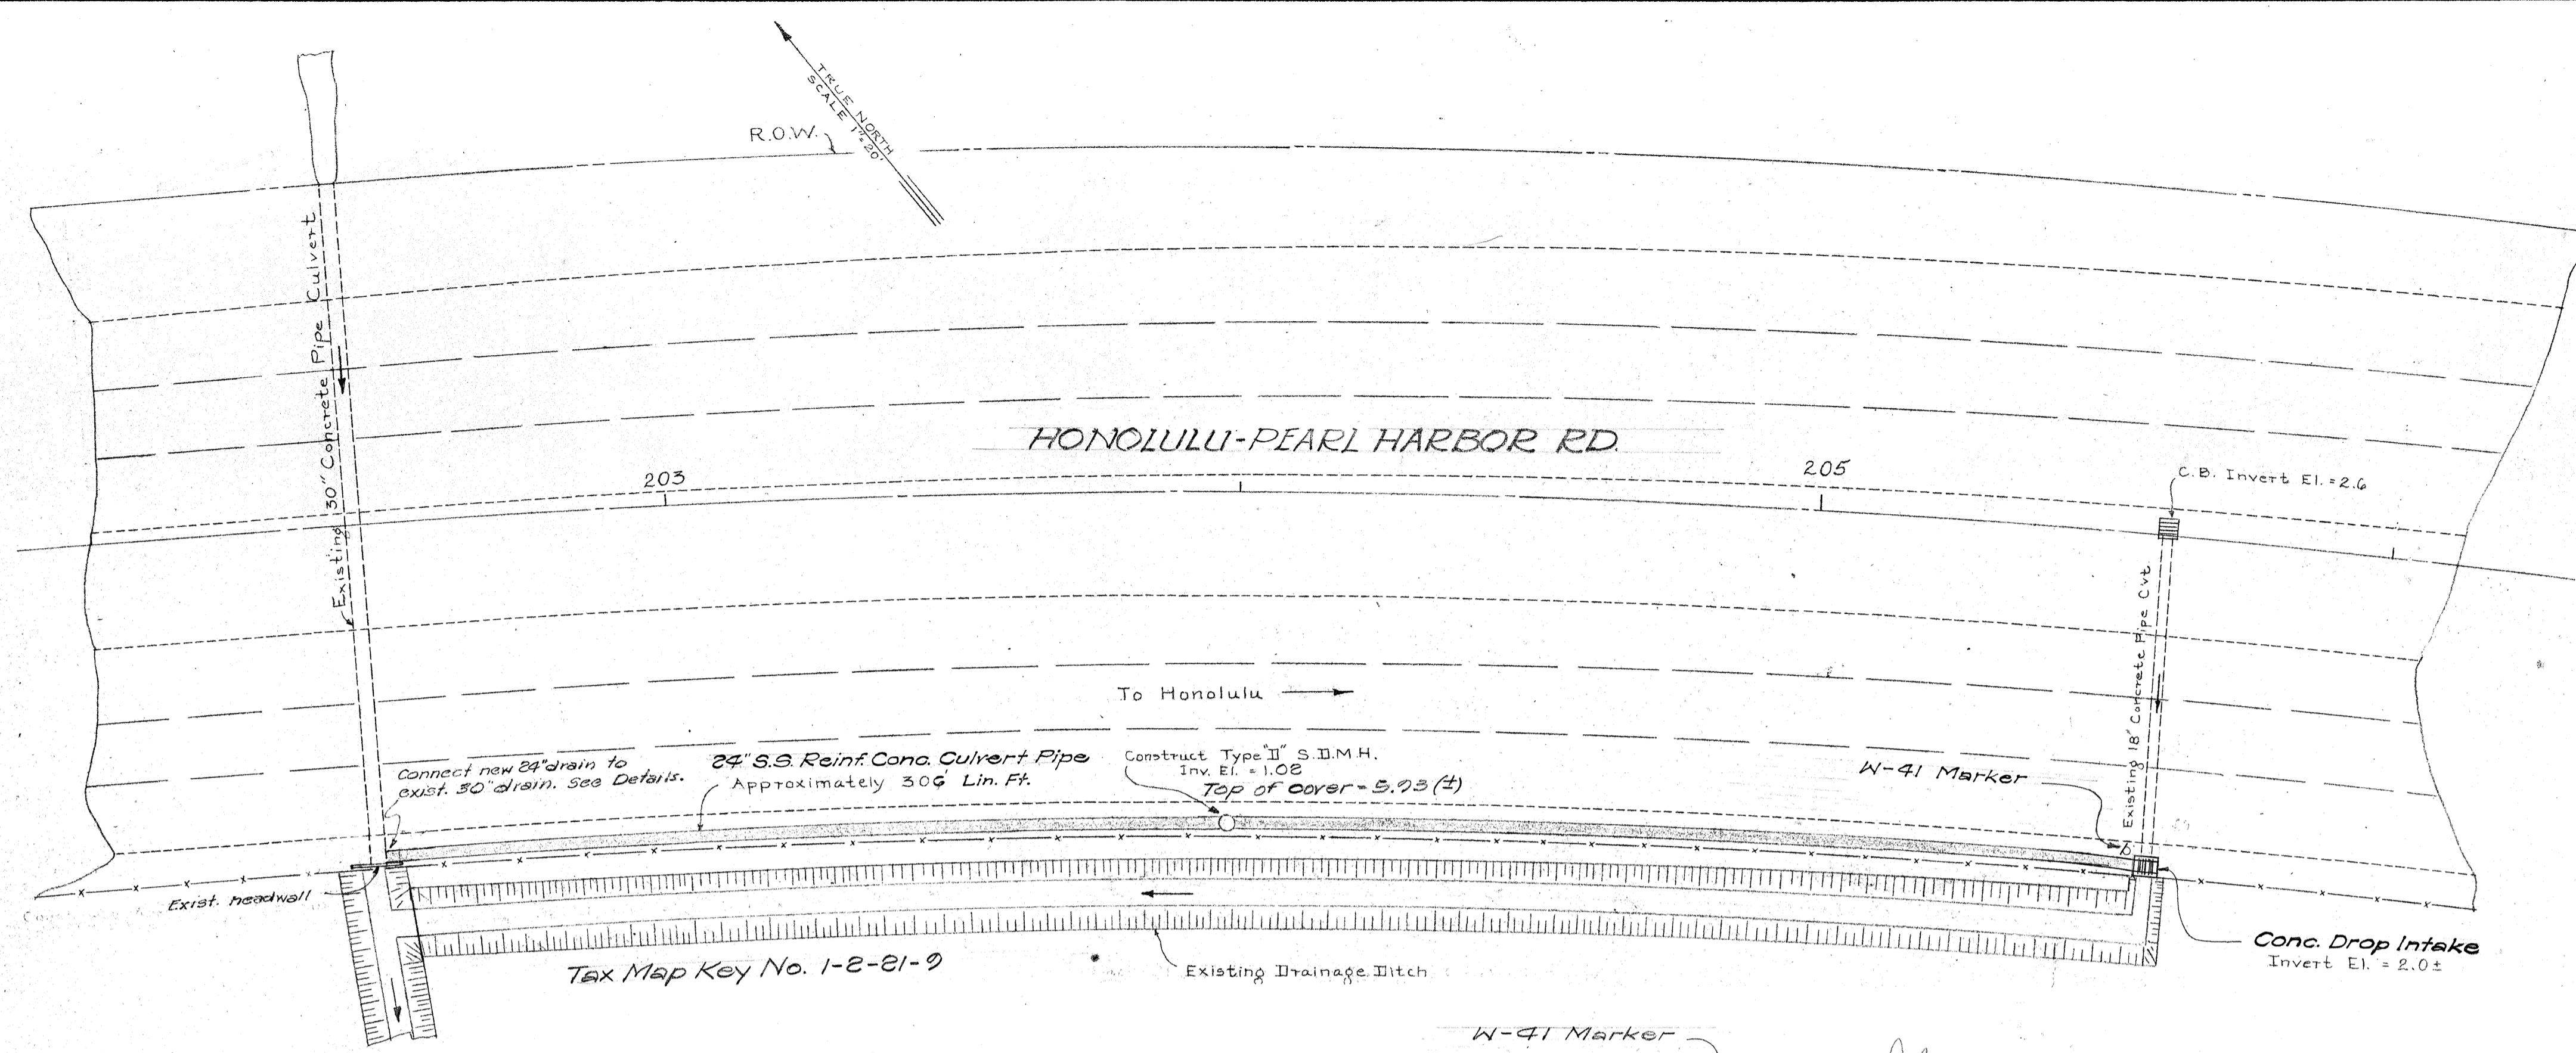 TRUE NORTH
SCALE 1"=20'
R.O.W.
Existing 30" Concrete Pipe Culvert
HONOLULU-PEARL HARBOR RD.
203
205
C.B. Invert El. = 2.6
Existing 18" Concrete Pipe Cvt
To Honolulu
Connect new 24" drain to
exist. 30" drain. See Details.
24" S.S. Reinf. Conc. Culvert Pipe
Approximately 306' Lin. Ft.
Construct Type "D" S.D.M.H.
Inv. El. = 1.02
Top of cover = 5.93 (±)
W-41 Marker
Exist. headwall
Conc. Drop Intake
Invert El. = 2.0±
Tax Map Key No. 1-2-21-9
Existing Drainage Ditch
W-41 Marker